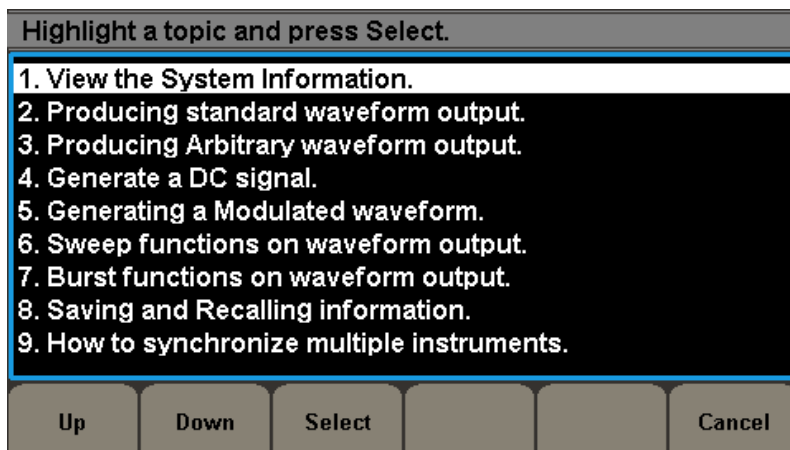 Highlight a topic and press Select.
1. View the System Information.
2. Producing standard waveform output.
3. Producing Arbitrary waveform output.
4. Generate a DC signal.
5. Generating a Modulated waveform.
6. Sweep functions on waveform output.
7. Burst functions on waveform output.
8. Saving and Recalling information.
9. How to synchronize multiple instruments.
Up Down Select Cancel